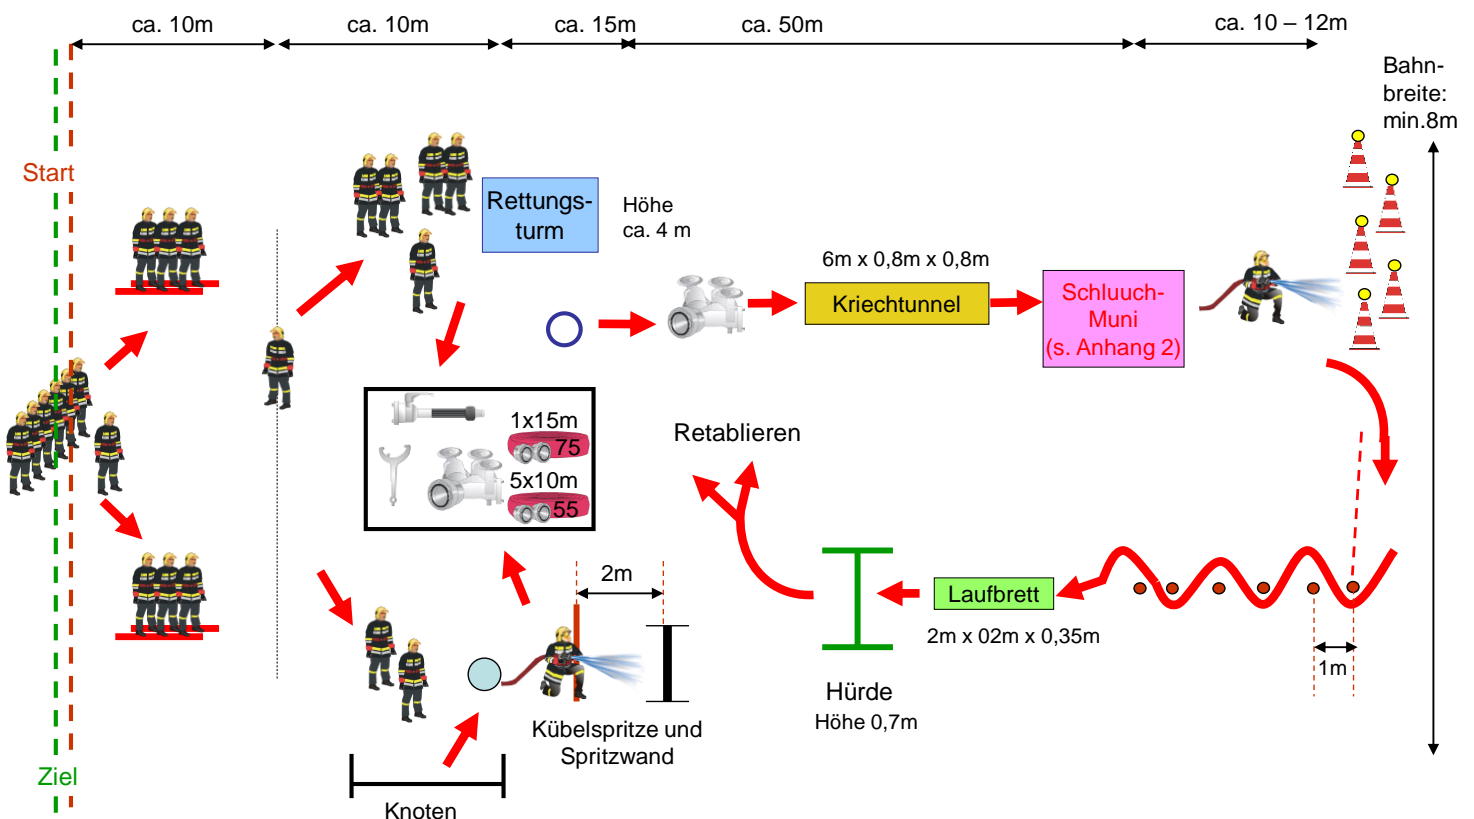 ca. 10m
ca. 10m
ca. 15m
ca. 50m
ca. 10 – 12m
Bahn-
breite:
min.8m
Start
Rettungs-
turm
Höhe
ca. 4 m
6m x 0,8m x 0,8m
Kriechtunnel
Schluuch-
Muni
(s. Anhang 2)
1x15m
75
5x10m
55
Retablieren
2m
Laufbrett
2m x 02m x 0,35m
1m
Hürde
Höhe 0,7m
Kübelspritze und
Spritzwand
Ziel
Knoten